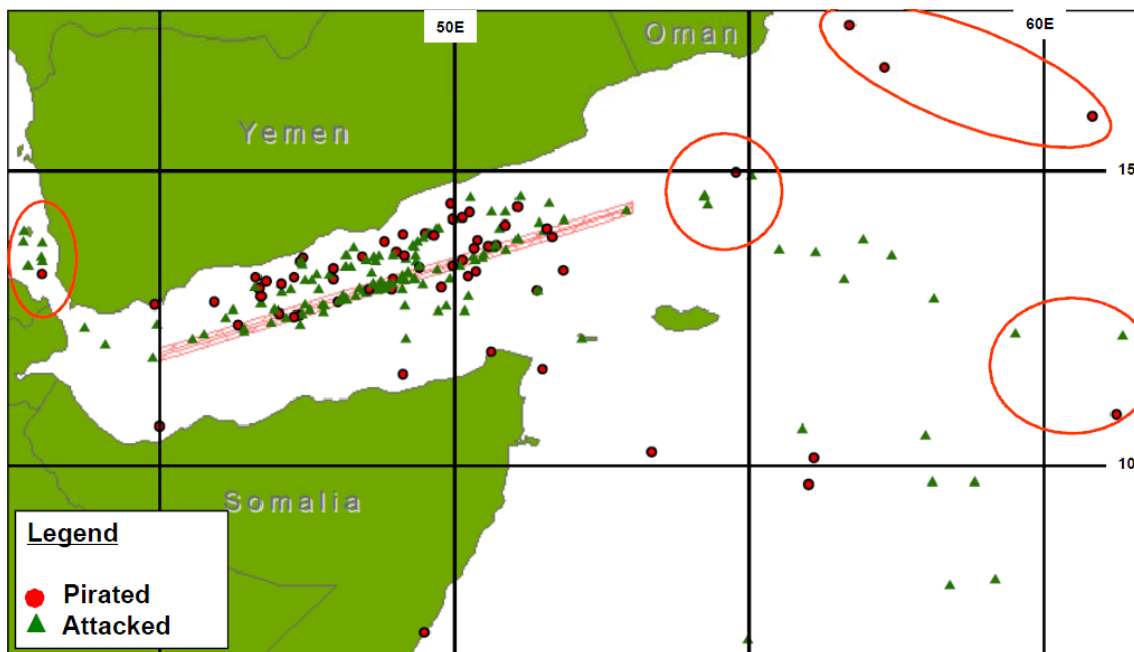 50E
60E
Oman
Yemen
15
10
Somalia
Legend
Pirated
Attacked